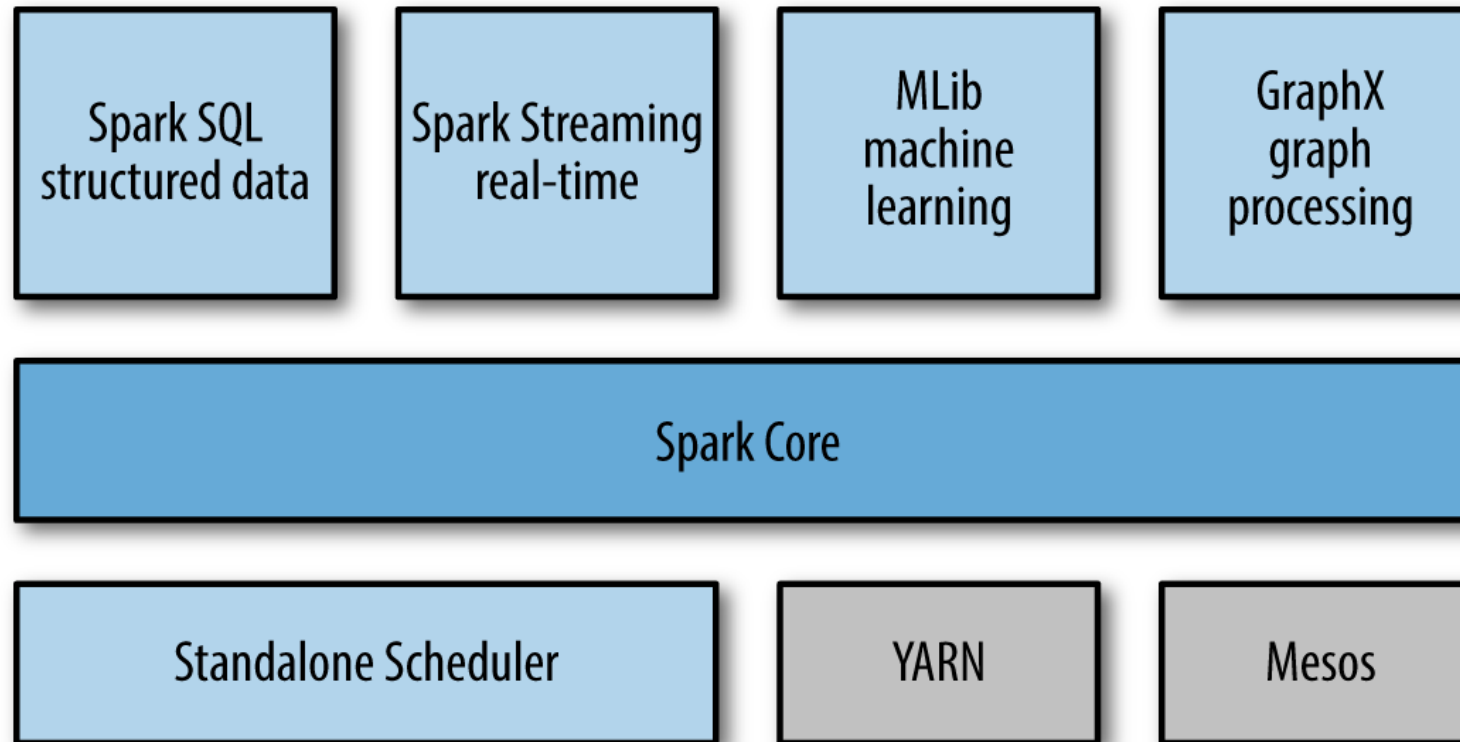 Spark SQL
structured data
Spark Streaming
real-time
MLib
machine
learning
GraphX
graph
processing
Spark Core
Standalone Scheduler
YARN
Mesos